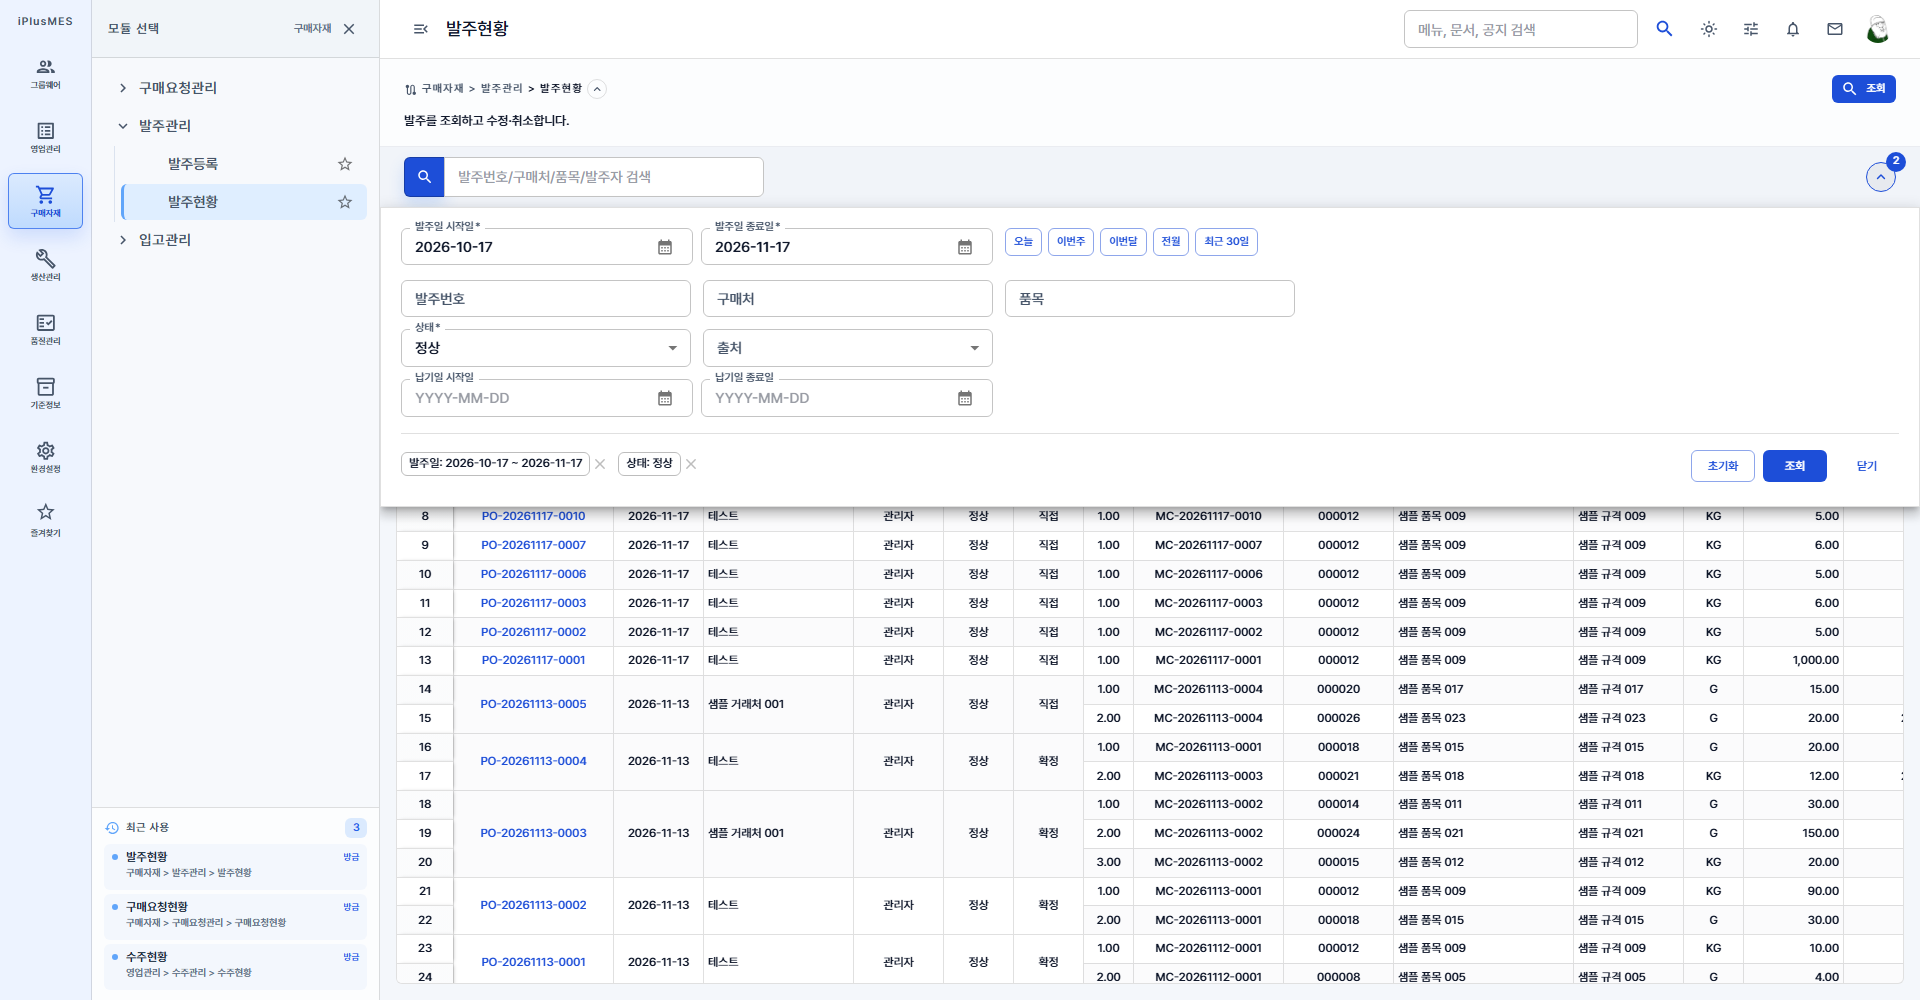 iPlusMES
그룹웨어
영업관리
구매자재
생산관리
품질관리
기준정보
환경설정
즐겨찾기
모듈 선택
구매자재
구매요청관리
발주관리
발주등록
발주현황
입고관리
최근 사용
3
발주현황
방금
구매자재 > 발주관리 > 발주현황
구매요청현황
방금
구매자재 > 구매요청관리 > 구매요청현황
수주현황
방금
영업관리 > 수주관리 > 수주현황
발주현황
메뉴, 문서, 공지 검색
구매자재 > 발주관리 > 발주현황
조회
발주를 조회하고 수정·취소합니다.
발주번호/구매처/품목/발주자 검색
2
발주일 시작일 *
2026-10-17
발주일 종료일 *
2026-11-17
오늘
이번주
이번달
전월
최근 30일
발주번호
구매처
품목
상태 *
정상
출처
납기일 시작일
YYYY-MM-DD
납기일 종료일
YYYY-MM-DD
발주일: 2026-10-17 ~ 2026-11-17
상태: 정상
초기화
조회
닫기
8 PO-20261117-0010 2026-11-17 테스트 관리자 정상 직접 1.00 MC-20261117-0010 000012 샘플 품목 009 샘플 규격 009 KG 5.00
9 PO-20261117-0007 2026-11-17 테스트 관리자 정상 직접 1.00 MC-20261117-0007 000012 샘플 품목 009 샘플 규격 009 KG 6.00
10 PO-20261117-0006 2026-11-17 테스트 관리자 정상 직접 1.00 MC-20261117-0006 000012 샘플 품목 009 샘플 규격 009 KG 5.00
11 PO-20261117-0003 2026-11-17 테스트 관리자 정상 직접 1.00 MC-20261117-0003 000012 샘플 품목 009 샘플 규격 009 KG 6.00
12 PO-20261117-0002 2026-11-17 테스트 관리자 정상 직접 1.00 MC-20261117-0002 000012 샘플 품목 009 샘플 규격 009 KG 5.00
13 PO-20261117-0001 2026-11-17 테스트 관리자 정상 직접 1.00 MC-20261117-0001 000012 샘플 품목 009 샘플 규격 009 KG 1,000.00
14 PO-20261113-0005 2026-11-13 샘플 거래처 001 관리자 정상 직접 1.00 MC-20261113-0004 000020 샘플 품목 017 샘플 규격 017 G 15.00
15 2.00 MC-20261113-0004 000026 샘플 품목 023 샘플 규격 023 G 20.00
16 PO-20261113-0004 2026-11-13 테스트 관리자 정상 확정 1.00 MC-20261113-0001 000018 샘플 품목 015 샘플 규격 015 G 20.00
17 2.00 MC-20261113-0003 000021 샘플 품목 018 샘플 규격 018 KG 12.00
18 1.00 MC-20261113-0002 000014 샘플 품목 011 샘플 규격 011 G 30.00
19 PO-20261113-0003 2026-11-13 샘플 거래처 001 관리자 정상 확정 2.00 MC-20261113-0002 000024 샘플 품목 021 샘플 규격 021 G 150.00
20 3.00 MC-20261113-0002 000015 샘플 품목 012 샘플 규격 012 KG 20.00
21 PO-20261113-0002 2026-11-13 테스트 관리자 정상 확정 1.00 MC-20261113-0001 000012 샘플 품목 009 샘플 규격 009 KG 90.00
22 2.00 MC-20261113-0001 000018 샘플 품목 015 샘플 규격 015 G 30.00
23 PO-20261113-0001 2026-11-13 테스트 관리자 정상 확정 1.00 MC-20261112-0001 000012 샘플 품목 009 샘플 규격 009 KG 10.00
24 2.00 MC-20261112-0001 000008 샘플 품목 005 샘플 규격 005 G 4.00